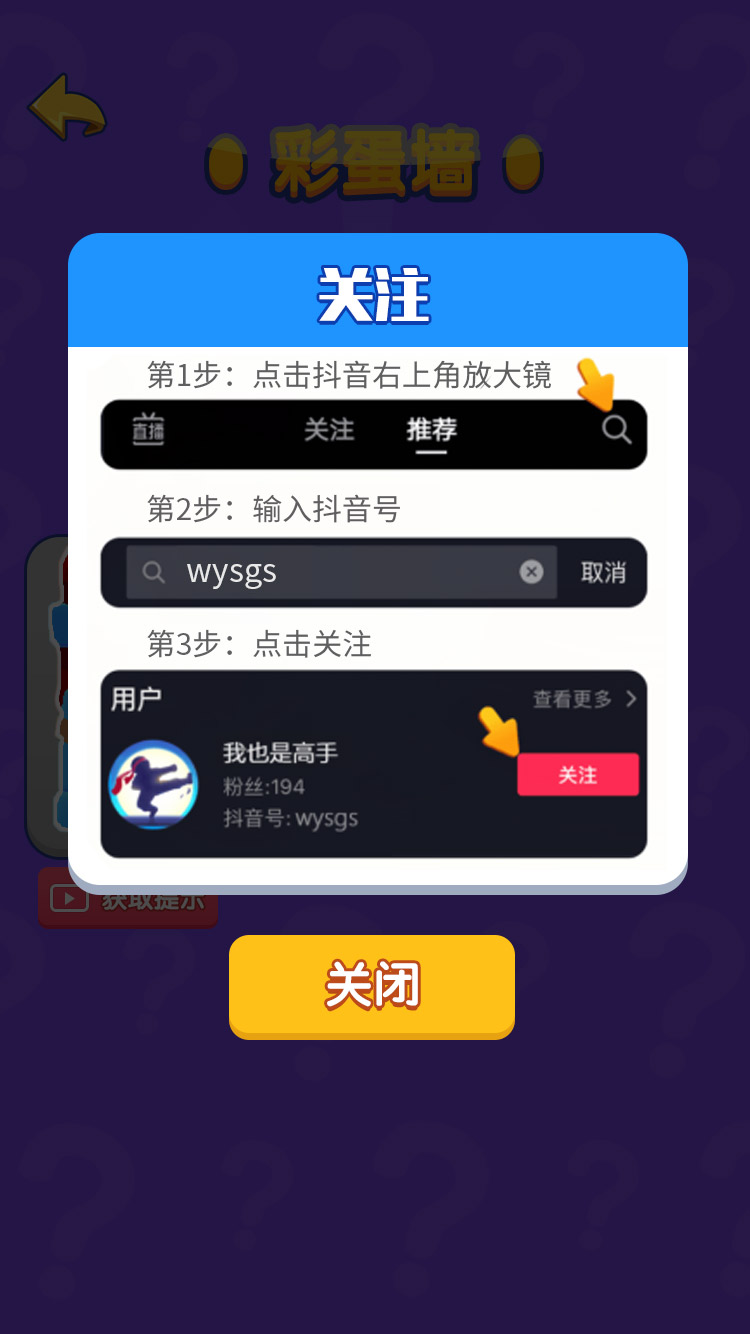 彩蛋墙
关注
第1步：点击抖音右上角放大镜
直播 关注 推荐
第2步：输入抖音号
wysgs 取消
第3步：点击关注
用户 查看更多
我也是高手
粉丝:194
关注
抖音号:wysgs
获取提示
关闭